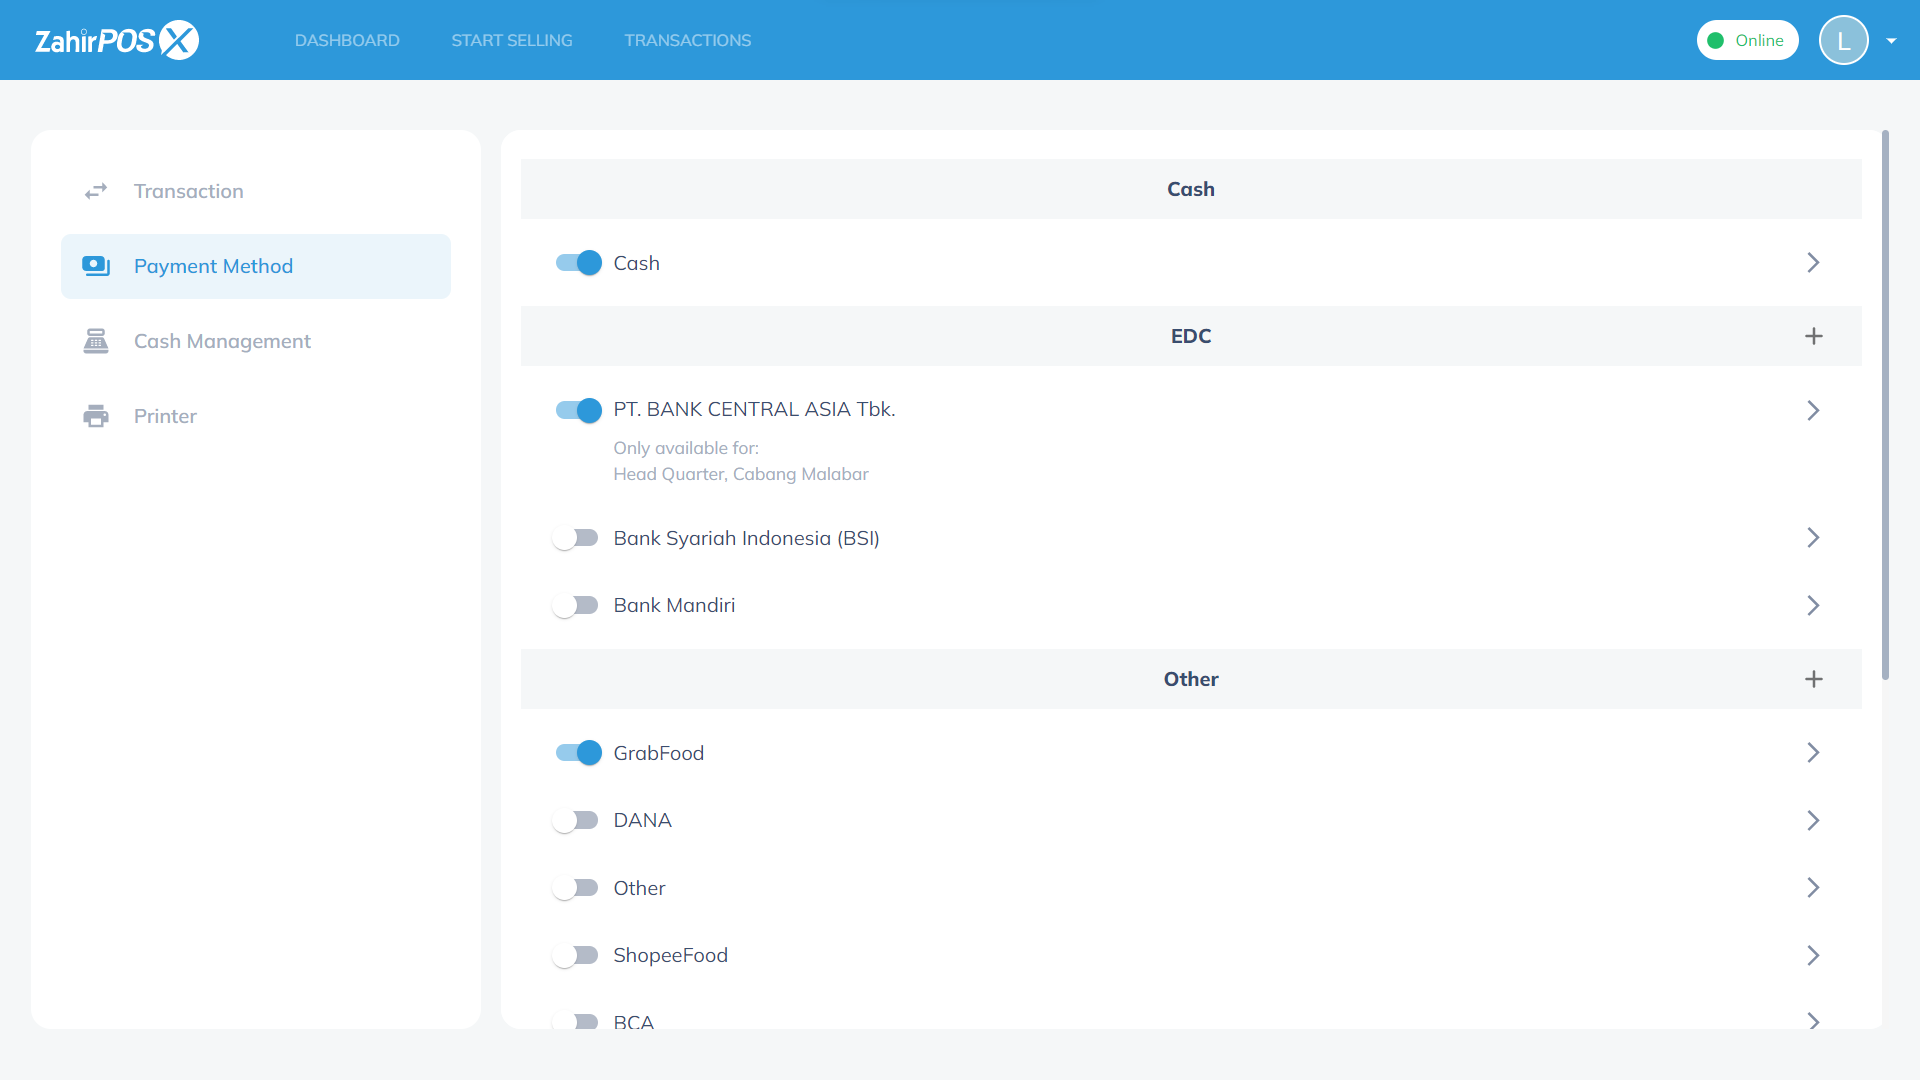 ZahirPOS X
DASHBOARD
START SELLING
TRANSACTIONS
Online
L
Transaction
Payment Method
Cash Management
Printer
Cash
Cash
EDC
PT. BANK CENTRAL ASIA Tbk.
Only available for:
Head Quarter, Cabang Malabar
Bank Syariah Indonesia (BSI)
Bank Mandiri
Other
GrabFood
DANA
Other
ShopeeFood
BCA